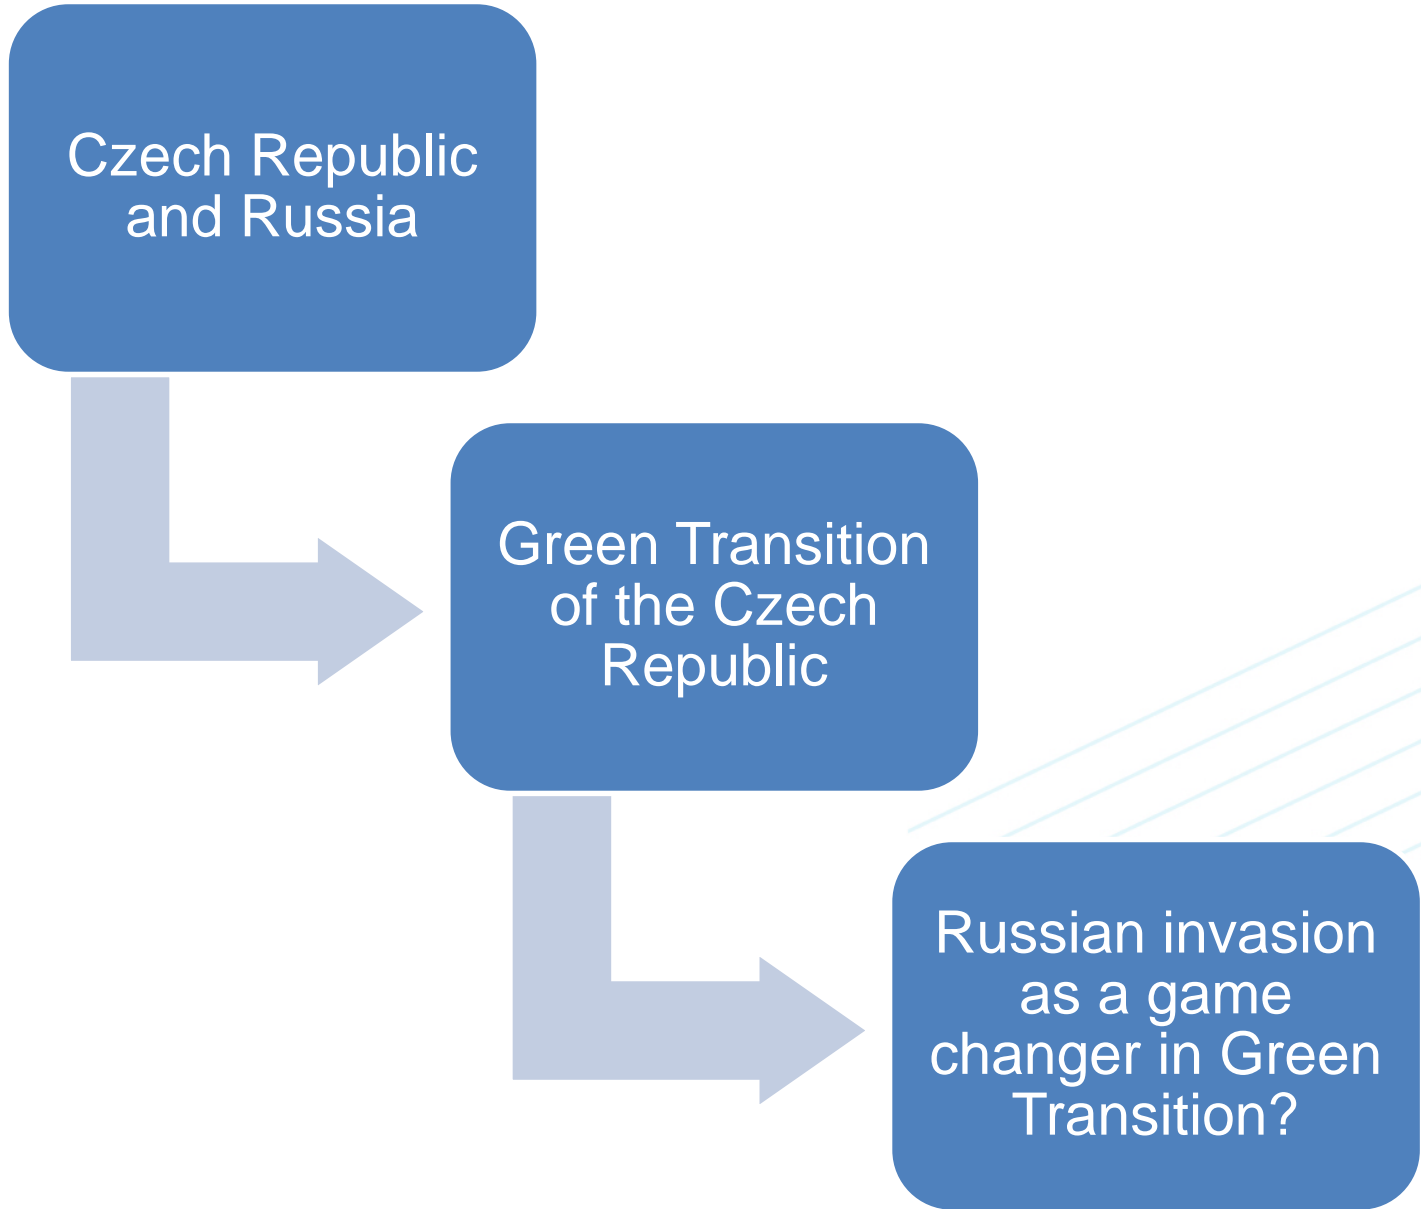 Czech Republic
and Russia
Green Transition
of the Czech
Republic
Russian invasion
as a game
changer in Green
Transition?